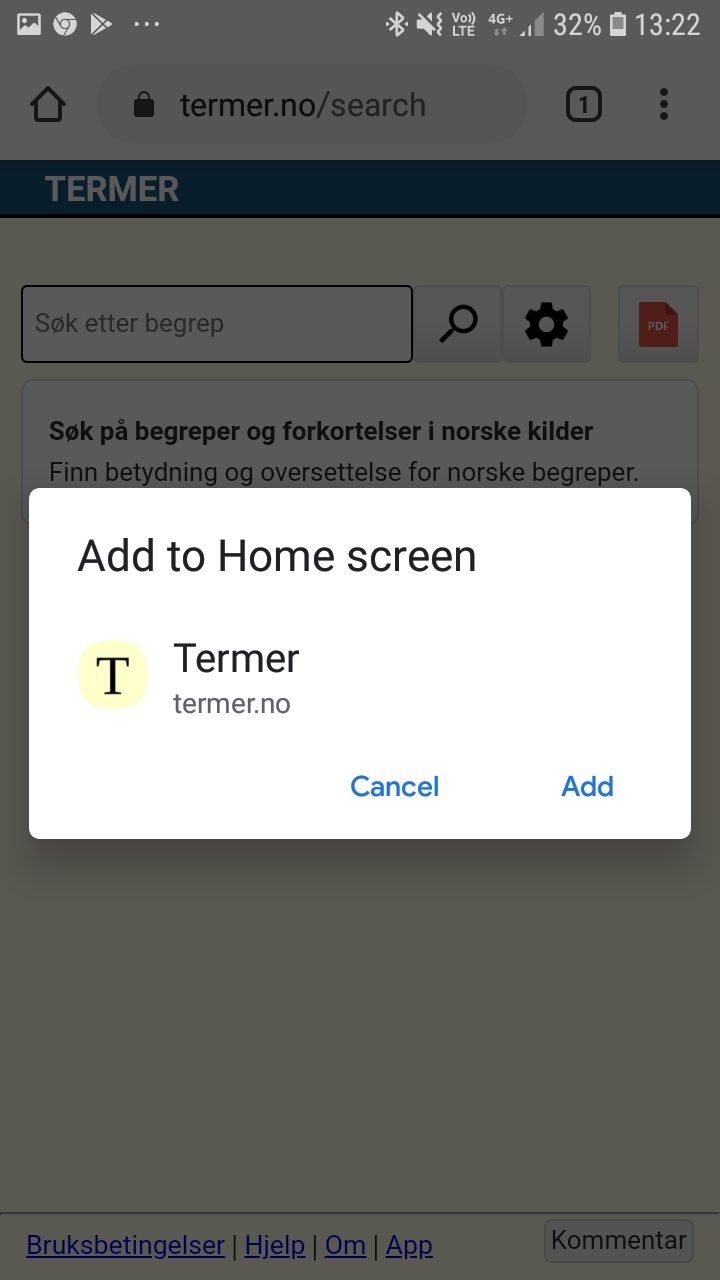 Vo)) LTE 4G+ 32% 13:22
termer.no/search 1
TERMER
Søk etter begrep PDF
Søk på begreper og forkortelser i norske kilder
Finn betydning og oversettelse for norske begreper.
Add to Home screen
T Termer
termer.no
Cancel Add
Bruksbetingelser | Hjelp | Om | App Kommentar